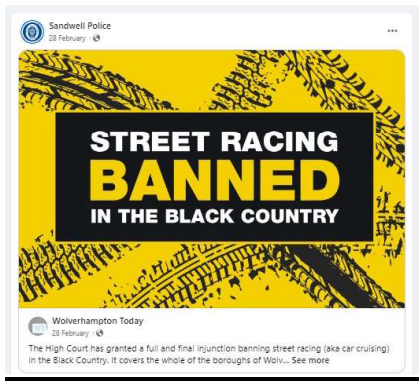 Sandwell Police
28 February ·
...
STREET RACING
BANNED
IN THE BLACK COUNTRY
Wolverhampton Today
28 February ·
The High Court has granted a full and final injunction banning street racing (aka car cruising)
in the Black Country. It covers the whole of the boroughs of Wolv... See more